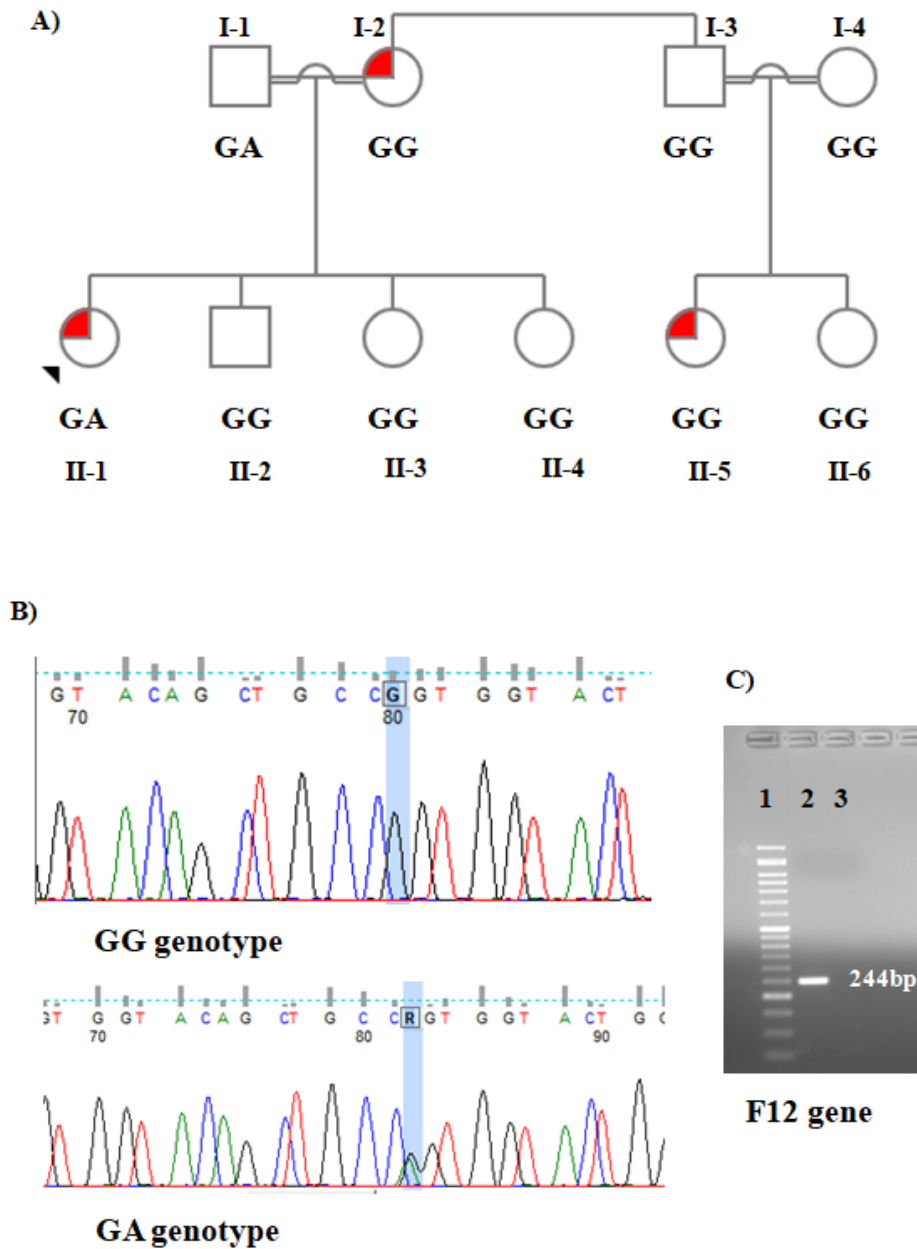 A)
I-1 I-2 I-3 I-4
GA GG GG GG
GA GG GG GG GG GG
II-1 II-2 II-3 II-4 II-5 II-6
B)
G T A C A G C T G C C G G T G G T A C T
70 80
GG genotype
G T G G T A C A G C T G C C R G T G G T A C T G
70 80 90
GA genotype
C)
1 2 3
244bp
F12 gene